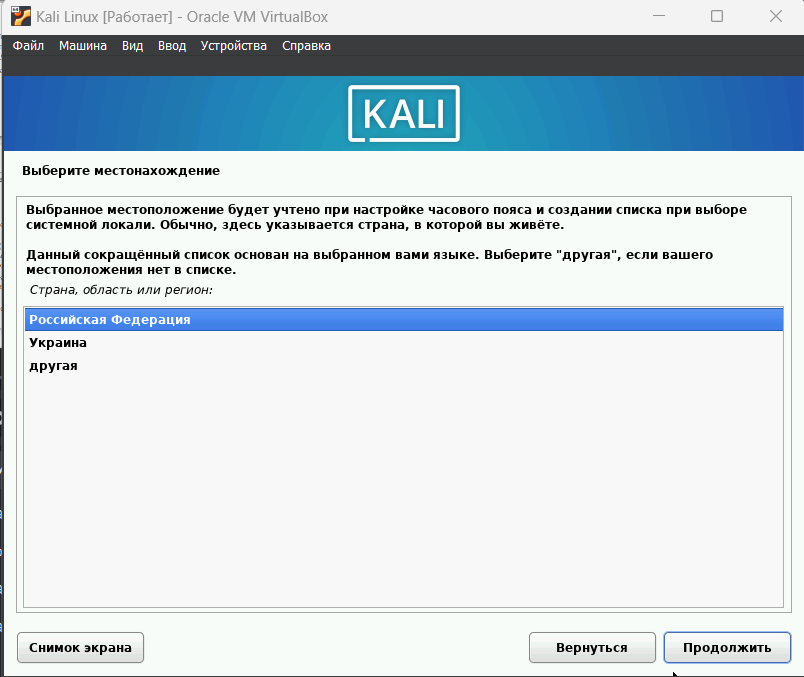 Kali Linux [Работает] - Oracle VM VirtualBox
Файл Машина Вид Ввод Устройства Справка
KALI
Выберите местонахождение
Выбранное местоположение будет учтено при настройке часового пояса и создании списка при выборе
системной локали. Обычно, здесь указывается страна, в которой вы живёте.
Данный сокращённый список основан на выбранном вами языке. Выберите "другая", если вашего
местоположения нет в списке.
Страна, область или регион:
Российская Федерация
Украина
другая
Снимок экрана Вернуться Продолжить